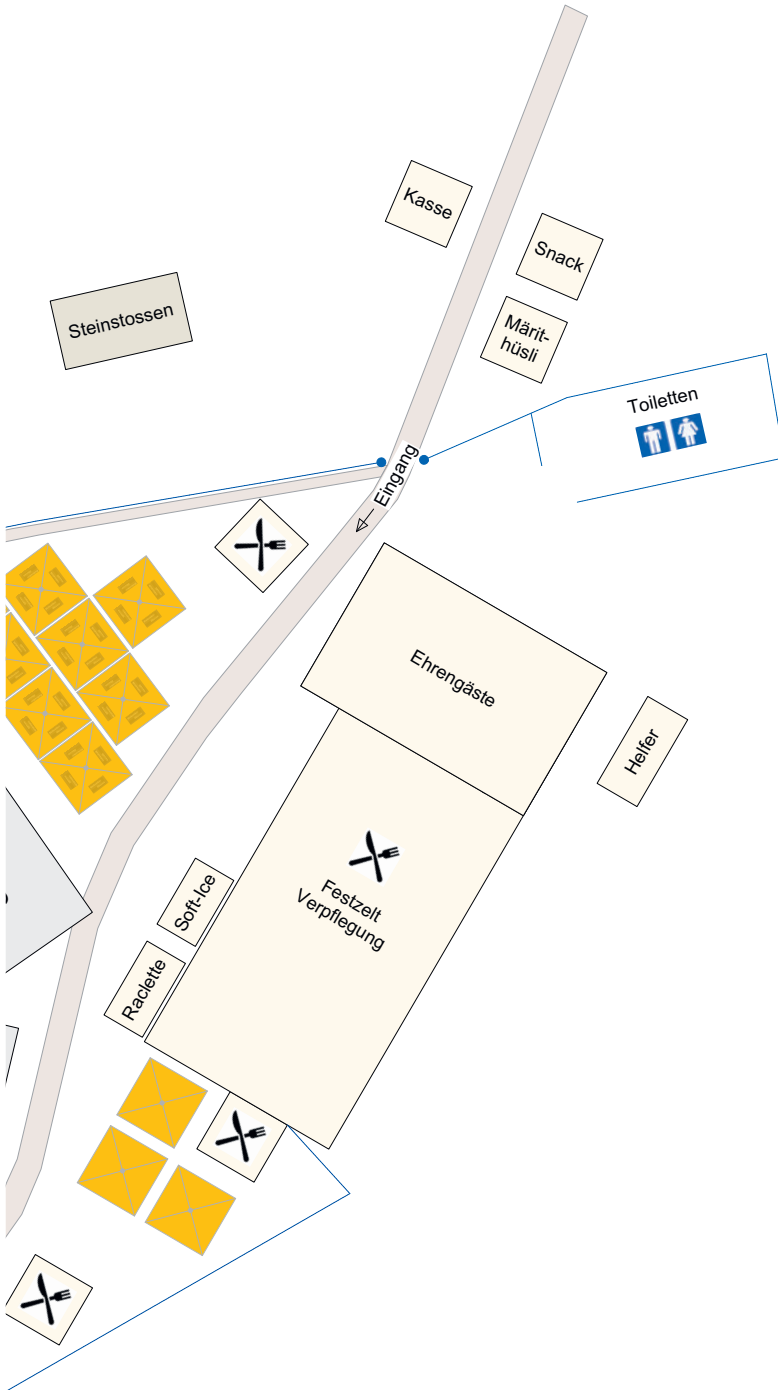 Kasse
Snack
Märit-
hüsli
Steinstossen
Toiletten
Eingang
Ehrengäste
Helfer
Festzelt
Verpflegung
Soft-Ice
Raclette